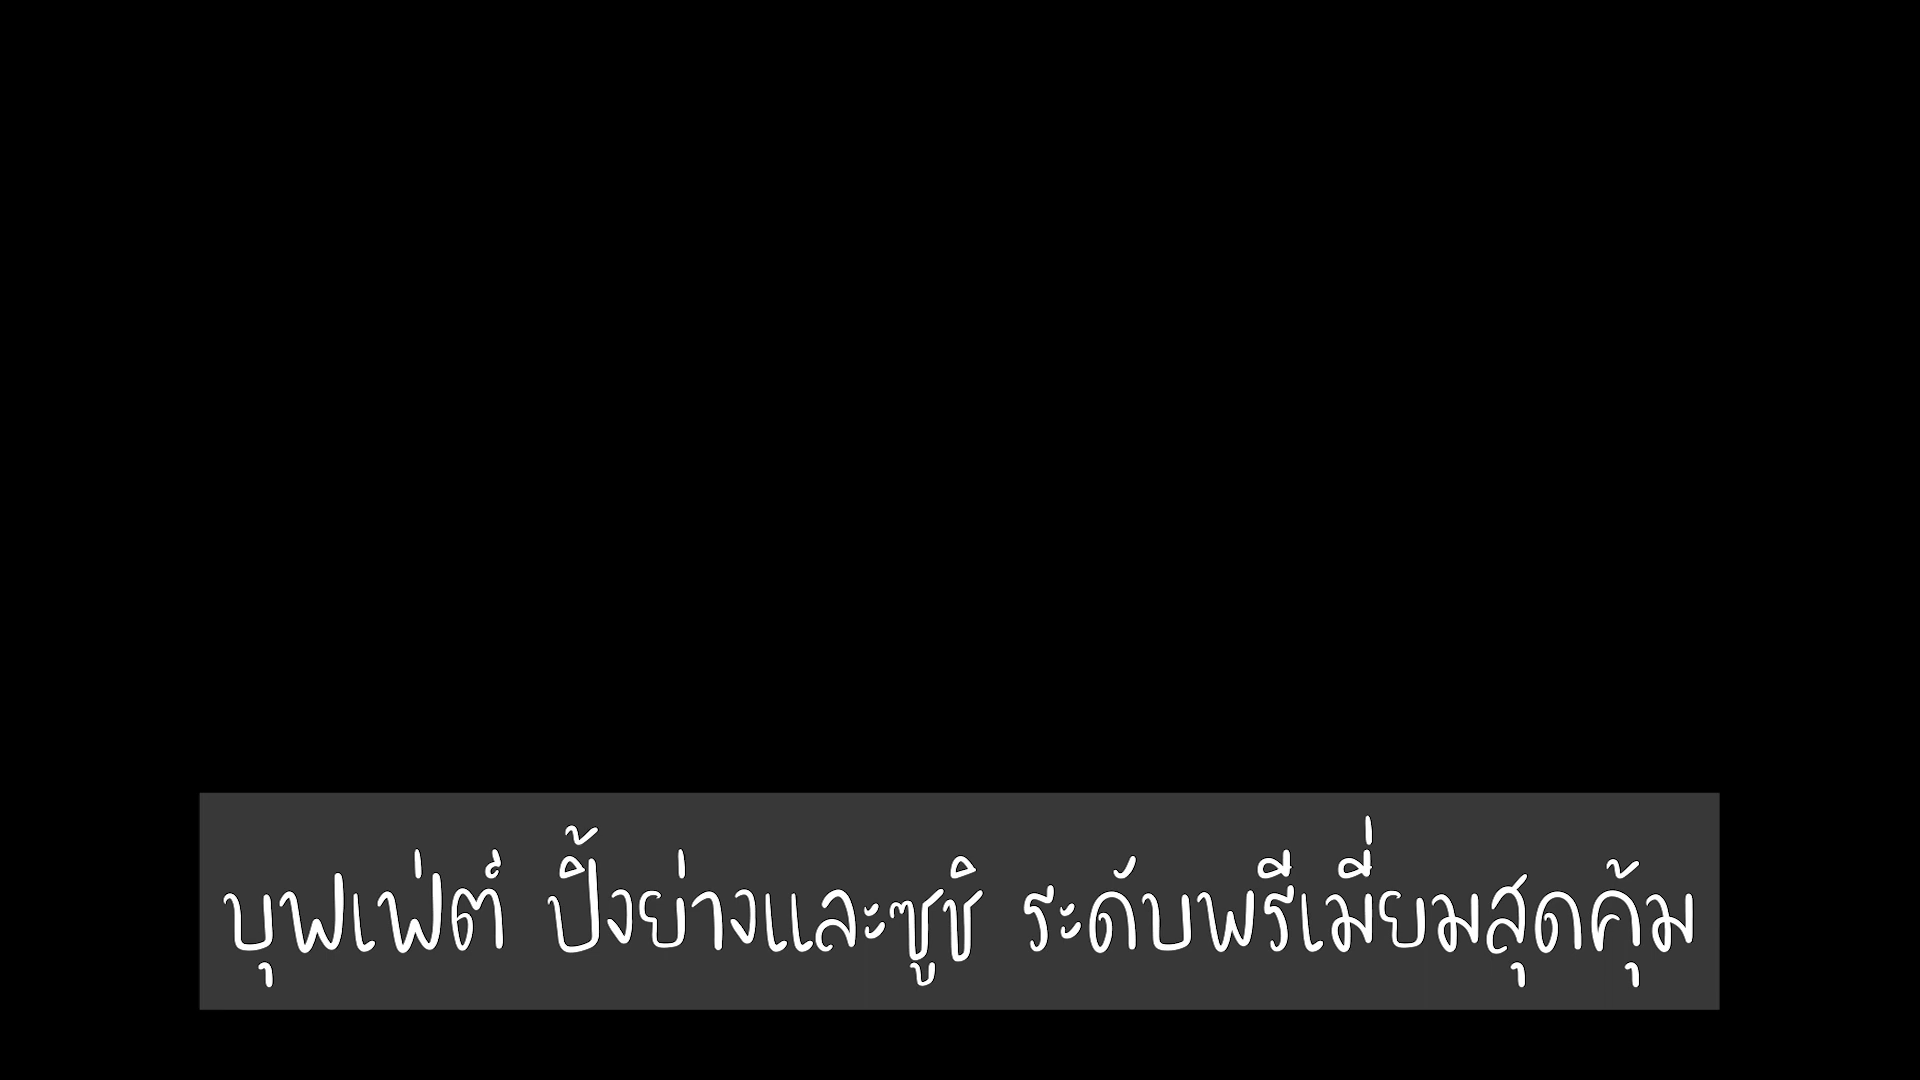 บุฟเฟ่ต์ ปิ้งย่างและซูชิ ระดับพรีเมี่ยมสุดคุ้ม